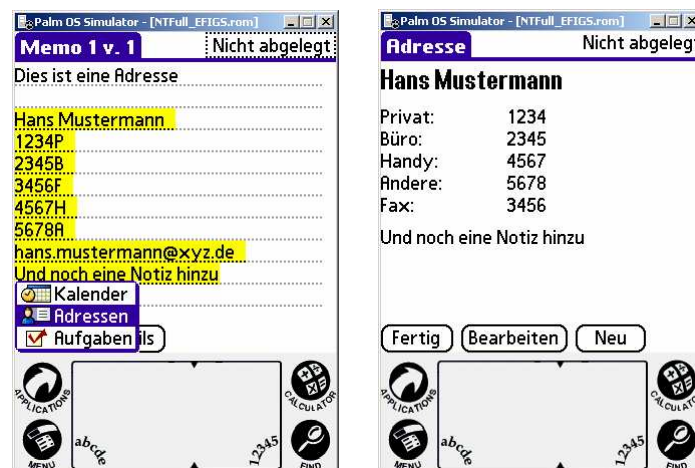 Palm OS Simulator - [NTFull_EFIGS.rom]
Memo 1 v. 1 Nicht abgelegt
Dies ist eine Adresse
Hans Mustermann
1234P
2345B
3456F
4567H
5678A
hans.mustermann@xyz.de
Und noch eine Notiz hinzu
Kalender
Adressen
Aufgaben ils
APPLICATIONS
CALCULATOR
MENU
abcde
12345
FIND
Palm OS Simulator - [NTFull_EFIGS.rom]
Adresse Nicht abgelegt
Hans Mustermann
Privat: 1234
Büro: 2345
Handy: 4567
Andere: 5678
Fax: 3456
Und noch eine Notiz hinzu
Fertig Bearbeiten Neu
APPLICATIONS
CALCULATOR
MENU
abcde
12345
FIND